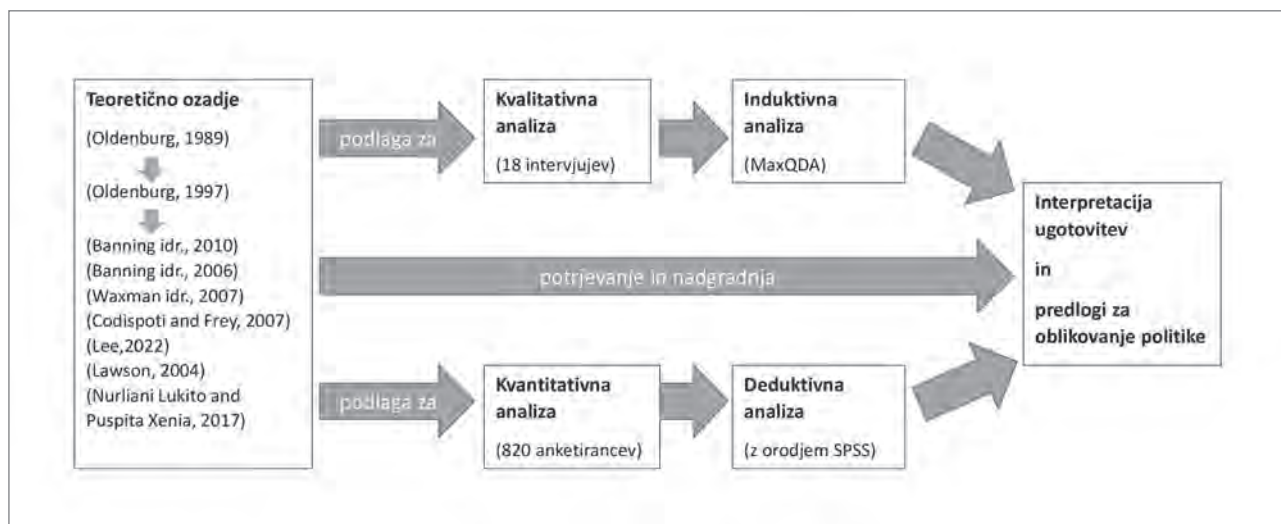 Teoretično ozadje
(Oldenburg, 1989)
(Oldenburg, 1997)
(Banning idr., 2010)
(Banning idr., 2006)
(Waxman idr., 2007)
(Codispoti and Frey, 2007)
(Lee,2022)
(Lawson, 2004)
(Nurliani Lukito and
Puspita Xenia, 2017)
podlaga za
Kvalitativna
analiza
(18 intervjujev)
Induktivna
analiza
(MaxQDA)
potrjevanje in nadgradnja
podlaga za
Kvantitativna
analiza
(820 anketirancev)
Deduktivna
analiza
(z orodjem SPSS)
Interpretacija
ugotovitev
in
predlogi za
oblikovanje politike